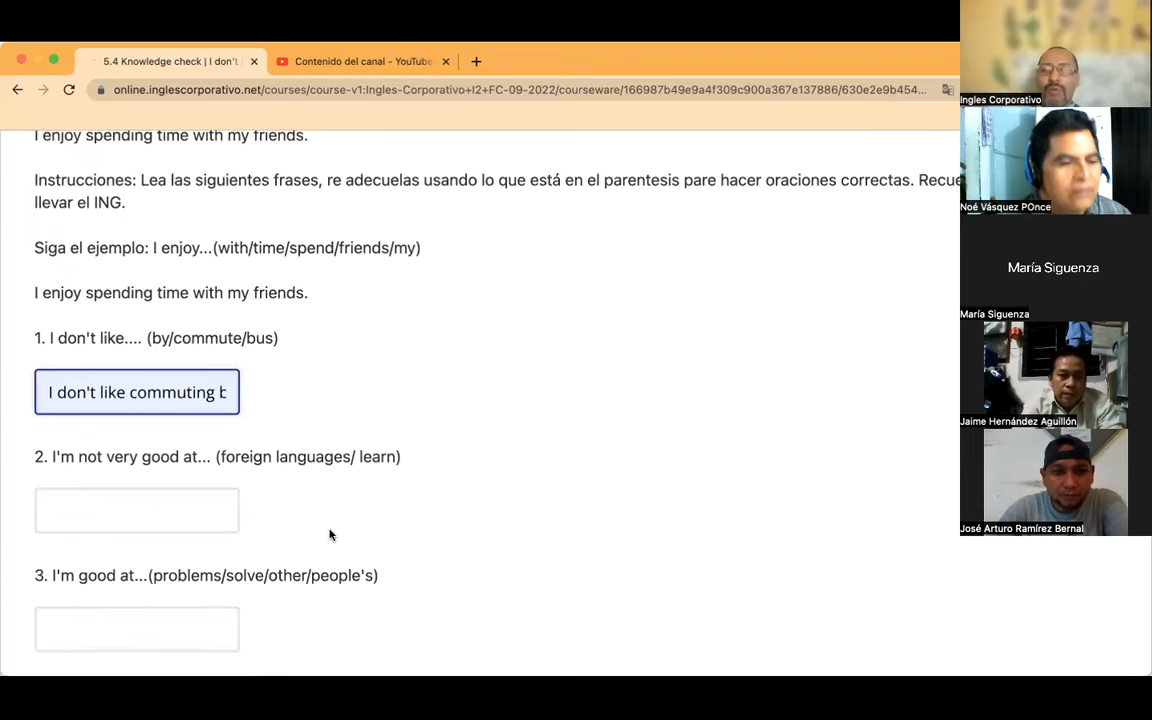 5.4 Knowledge check | I don't
Contenido del canal - YouTube
online.inglescorporativo.net/courses/course-v1:Ingles-Corporativo+I2+FC-09-2022/courseware/166987b49e9a4f309c900a367e137886/630e2e9b454...
I enjoy spending time with my friends.
Instrucciones: Lea las siguientes frases, re adecuelas usando lo que está en el parentesis pare hacer oraciones correctas. Recue
llevar el ING.
Siga el ejemplo: I enjoy...(with/time/spend/friends/my)
I enjoy spending time with my friends.
1. I don't like.... (by/commute/bus)
I don't like commuting b
2. I'm not very good at... (foreign languages/ learn)
3. I'm good at...(problems/solve/other/people's)
Ingles Corporativo
Noé Vásquez POnce
María Siguenza
María Siguenza
Jaime Hernández Aguillón
José Arturo Ramírez Bernal